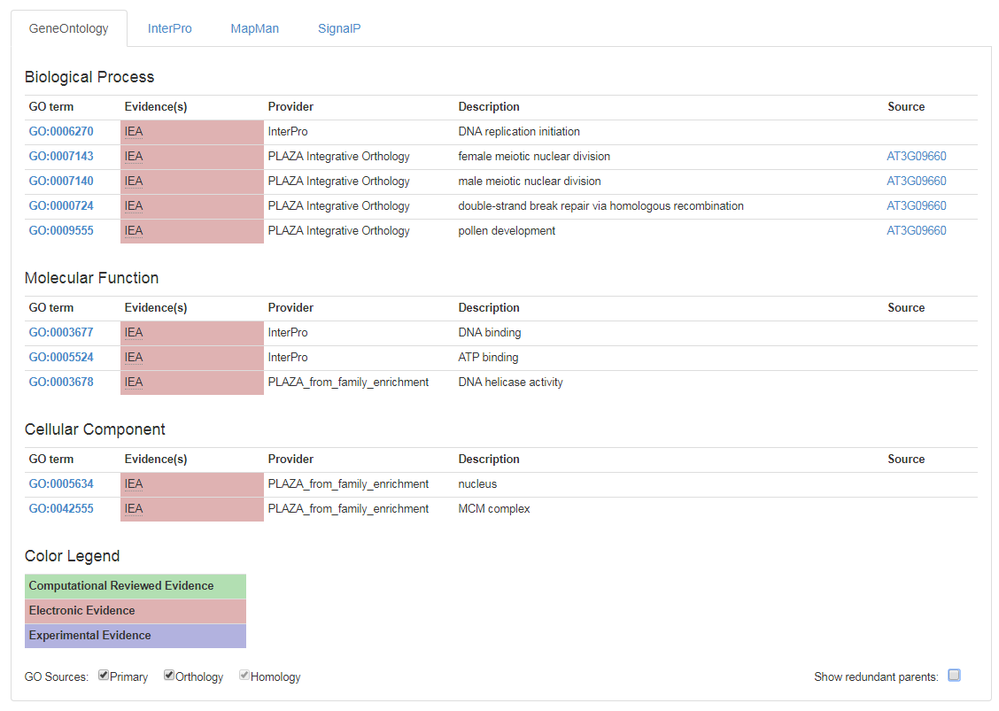 GeneOntology InterPro MapMan SignalP
Biological Process
GO term Evidence(s) Provider Description Source
GO:0006270 IEA InterPro DNA replication initiation
GO:0007143 IEA PLAZA Integrative Orthology female meiotic nuclear division AT3G09660
GO:0007140 IEA PLAZA Integrative Orthology male meiotic nuclear division AT3G09660
GO:0000724 IEA PLAZA Integrative Orthology double-strand break repair via homologous recombination AT3G09660
GO:0009555 IEA PLAZA Integrative Orthology pollen development AT3G09660
Molecular Function
GO term Evidence(s) Provider Description Source
GO:0003677 IEA InterPro DNA binding
GO:0005524 IEA InterPro ATP binding
GO:0003678 IEA PLAZA_from_family_enrichment DNA helicase activity
Cellular Component
GO term Evidence(s) Provider Description Source
GO:0005634 IEA PLAZA_from_family_enrichment nucleus
GO:0042555 IEA PLAZA_from_family_enrichment MCM complex
Color Legend
Computational Reviewed Evidence
Electronic Evidence
Experimental Evidence
GO Sources: Primary Orthology Homology Show redundant parents: